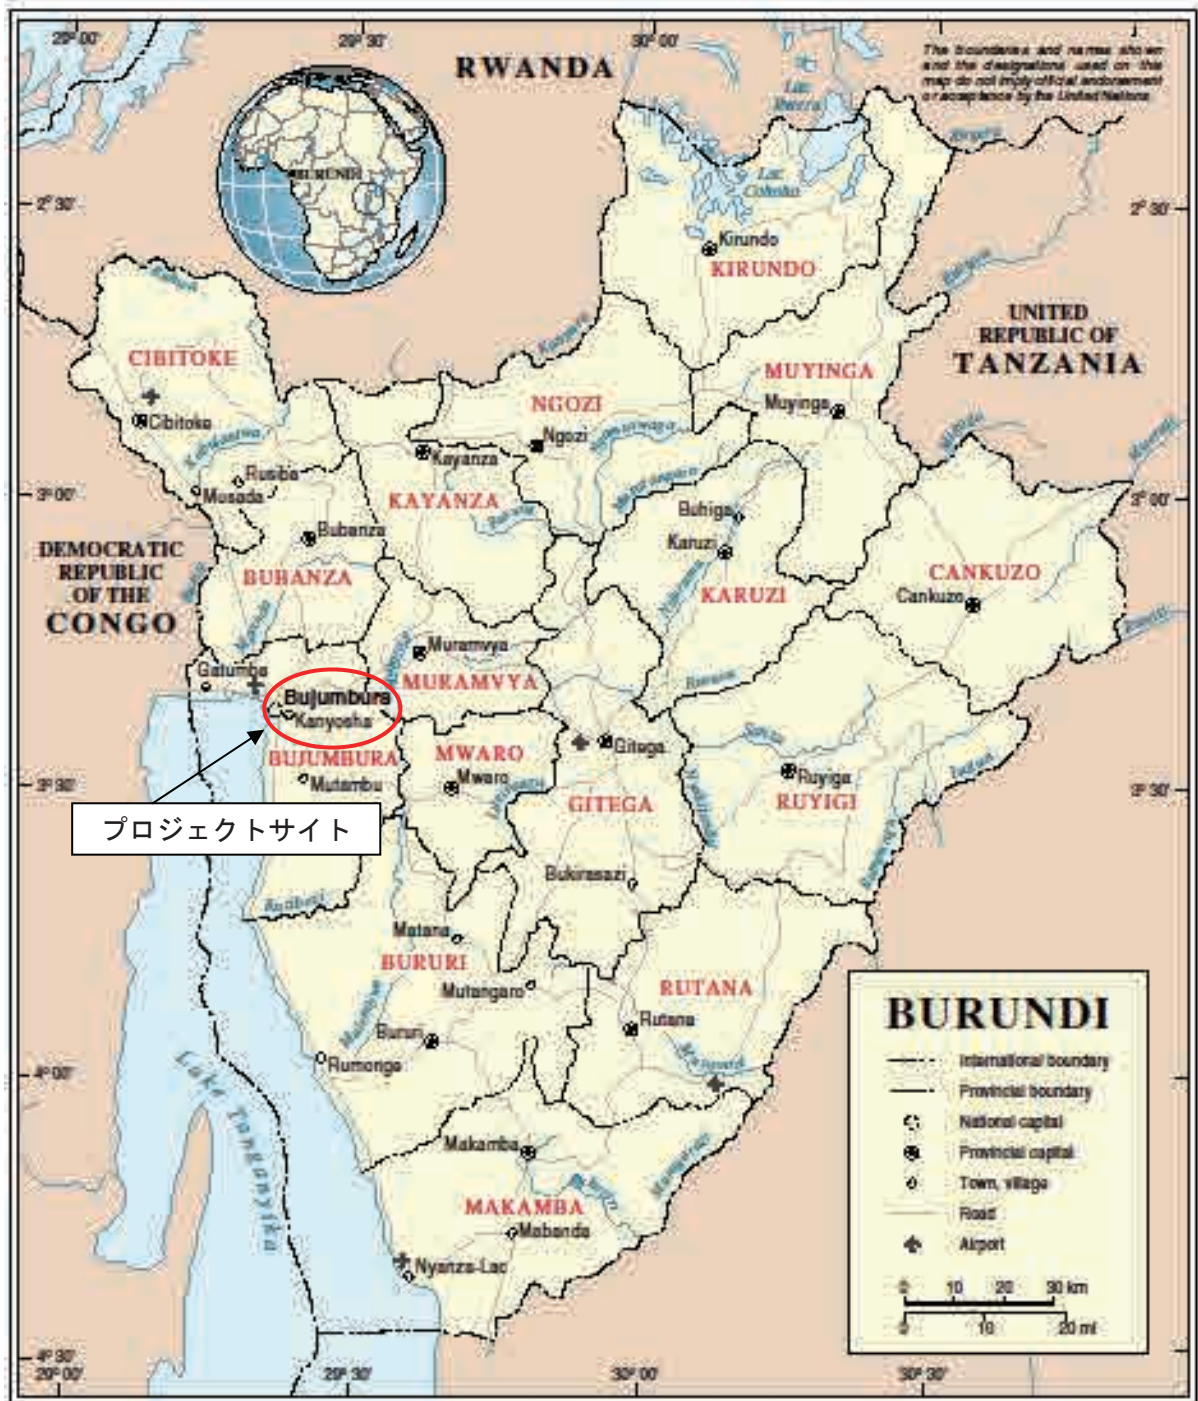 29° 00'
29° 30'
30° 00'
RWANDA
The boundaries and names shown
and the designations used on this
map do not imply official endorsement
or acceptance by the United Nations.
BURUNDI
Lac
Lac
Cohoha
2° 30'
2° 30'
Kirundo
KIRUNDO
UNITED
REPUBLIC OF
TANZANIA
CIBITOKE
MUYINGA
NGOZI
Muyinga
Cibitoke
Ngozi
Kayanza
Rusiba
Musada
3° 00'
3° 00'
KAYANZA
Buhiga
Bubanza
Karuzi
DEMOCRATIC
REPUBLIC
OF THE
CONGO
BUBANZA
CANKUZO
KARUZI
Cankuzo
Muramvya
Gatumba
MURAMVYA
Bujumbura
Kanyosha
Gitega
BUJUMBURA
MWARO
Mutambu
Mwaro
Ruyiga
3° 30'
3° 30'
GITEGA
RUYIGI
プロジェクトサイト
Bukirasazi
Matana
BURURI
Mutangaro
RUTANA
Rutana
Bururi
Rumonge
4° 00'
Lake Tanganyika
Makamba
MAKAMBA
Mabanda
Nyanza-Lac
BURUNDI
International boundary
Provincial boundary
National capital
Provincial capital
Town, village
Road
Airport
0 10 20 30 km
0 10 20 mi
4° 30'
29° 00'
29° 30'
30° 00'
30° 30'